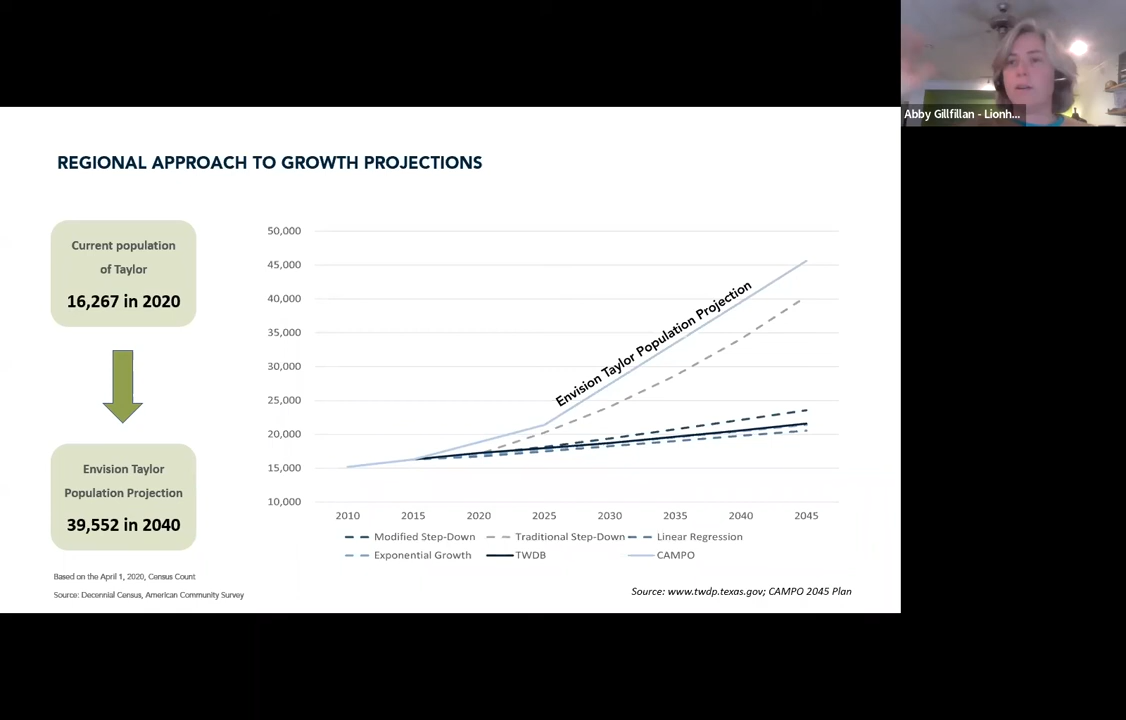 Abby Gillfillan - Lionh...
REGIONAL APPROACH TO GROWTH PROJECTIONS
Current population
of Taylor
16,267 in 2020
Envision Taylor
Population Projection
39,552 in 2040
Based on the April 1, 2020, Census Count
Source: Decennial Census, American Community Survey
50,000
45,000
40,000
35,000
30,000
25,000
20,000
15,000
10,000
Envision Taylor Population Projection
2010 2015 2020 2025 2030 2035 2040 2045
Modified Step-Down Traditional Step-Down Linear Regression
Exponential Growth TWDB CAMPO
Source: www.twdp.texas.gov; CAMPO 2045 Plan